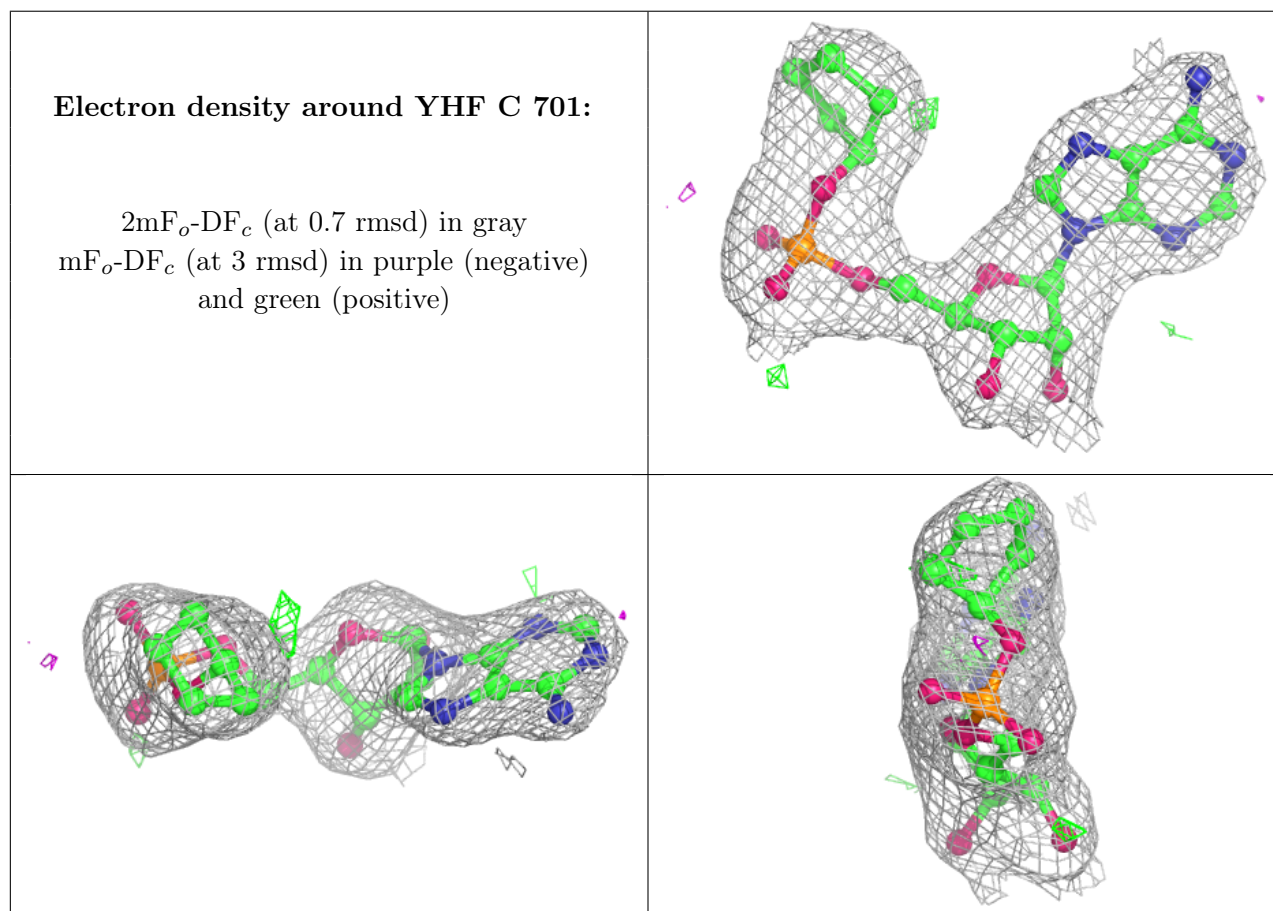 Electron density around YHF C 701:
2mFo-DFc (at 0.7 rmsd) in gray
mFo-DFc (at 3 rmsd) in purple (negative)
and green (positive)